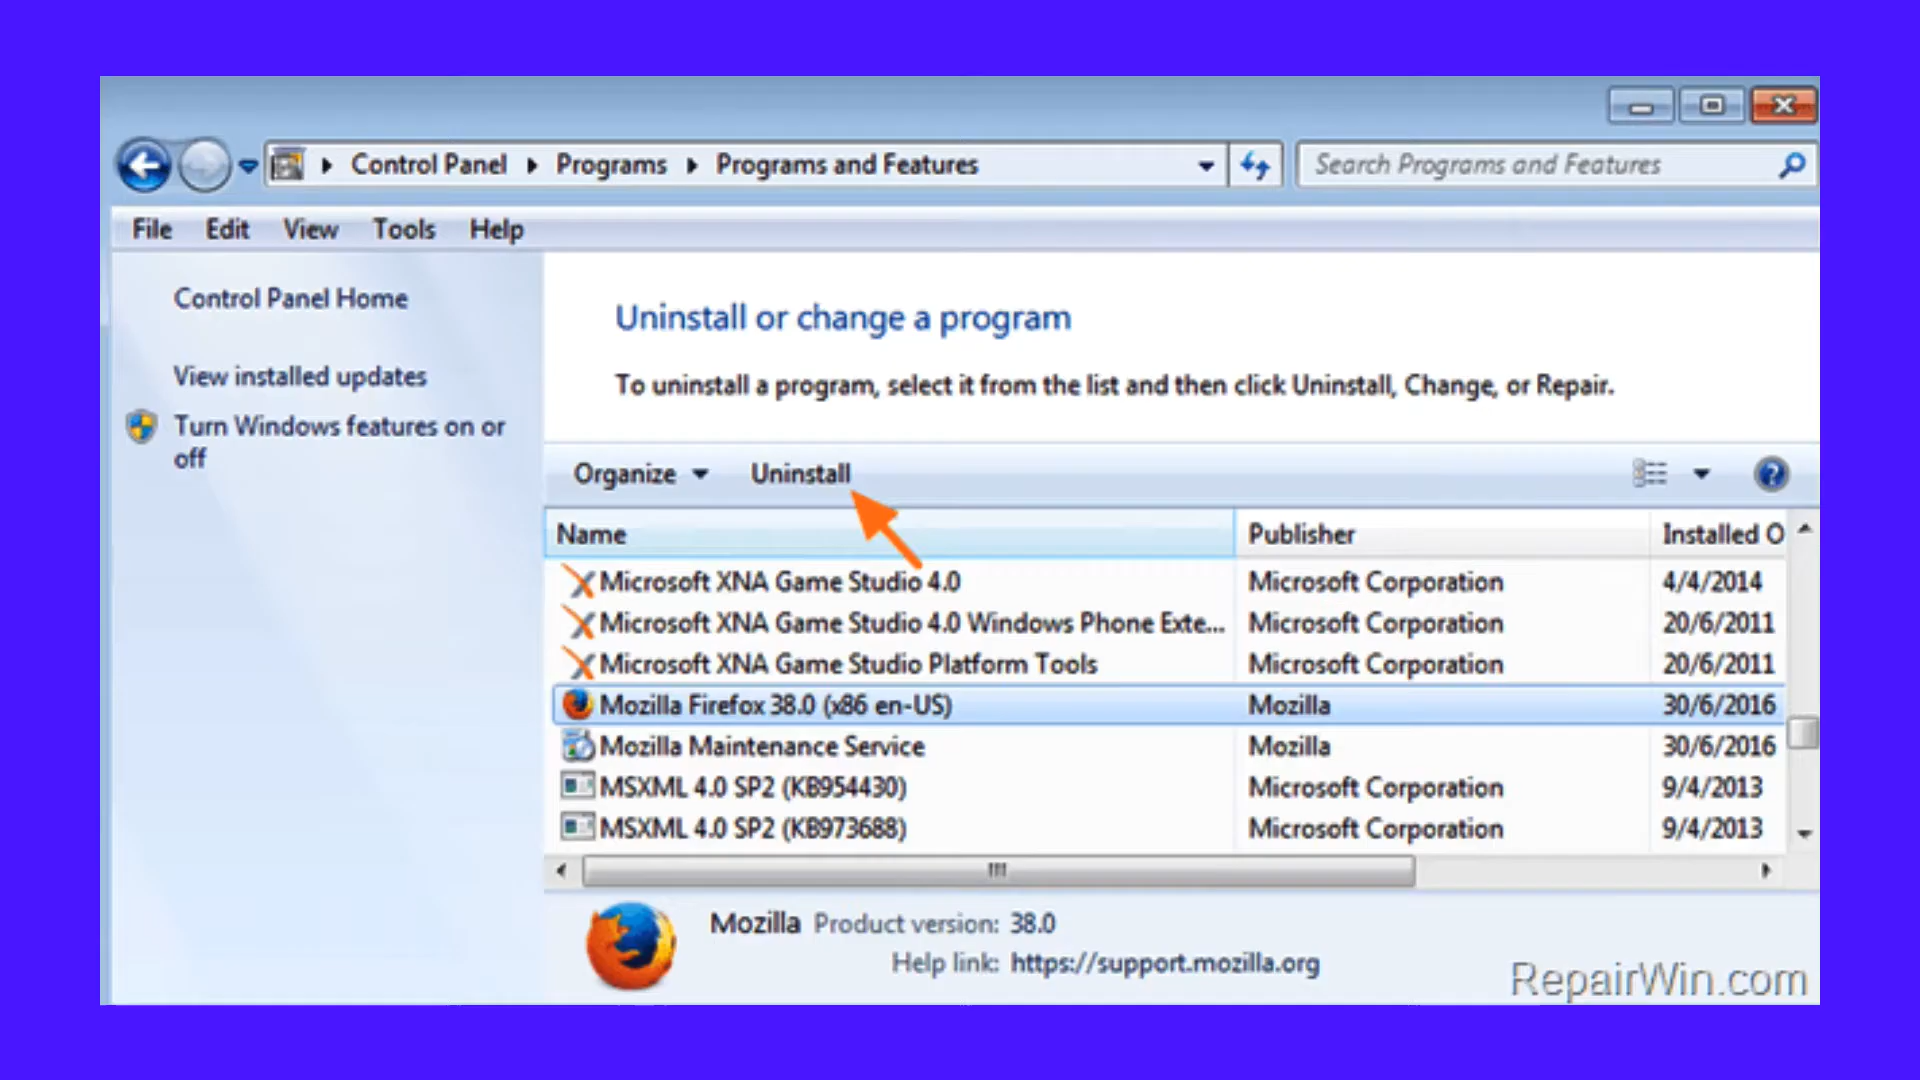 Control Panel Programs Programs and Features
Search Programs and Features
File Edit View Tools Help
Control Panel Home
View installed updates
Turn Windows features on or
off
Uninstall or change a program
To uninstall a program, select it from the list and then click Uninstall, Change, or Repair.
Organize Uninstall
Name Publisher Installed O
Microsoft XNA Game Studio 4.0 Microsoft Corporation 4/4/2014
Microsoft XNA Game Studio 4.0 Windows Phone Exte... Microsoft Corporation 20/6/2011
Microsoft XNA Game Studio Platform Tools Microsoft Corporation 20/6/2011
Mozilla Firefox 38.0 (x86 en-US) Mozilla 30/6/2016
Mozilla Maintenance Service Mozilla 30/6/2016
MSXML 4.0 SP2 (KB954430) Microsoft Corporation 9/4/2013
MSXML 4.0 SP2 (KB973688) Microsoft Corporation 9/4/2013
Mozilla Product version: 38.0
Help link: https://support.mozilla.org
RepairWin.com